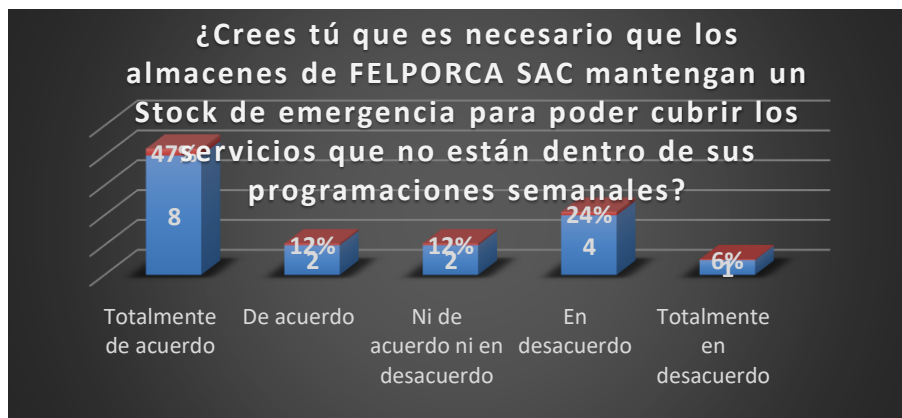 ¿Crees tú que es necesario que los
almacenes de FELPORCA SAC mantengan un
Stock de emergencia para poder cubrir los
servicios que no están dentro de sus
programaciones semanales?
47%
8
12%
2
12%
2
24%
4
6%
1
Totalmente
de acuerdo
De acuerdo
Ni de
acuerdo ni en
desacuerdo
En
desacuerdo
Totalmente
en
desacuerdo